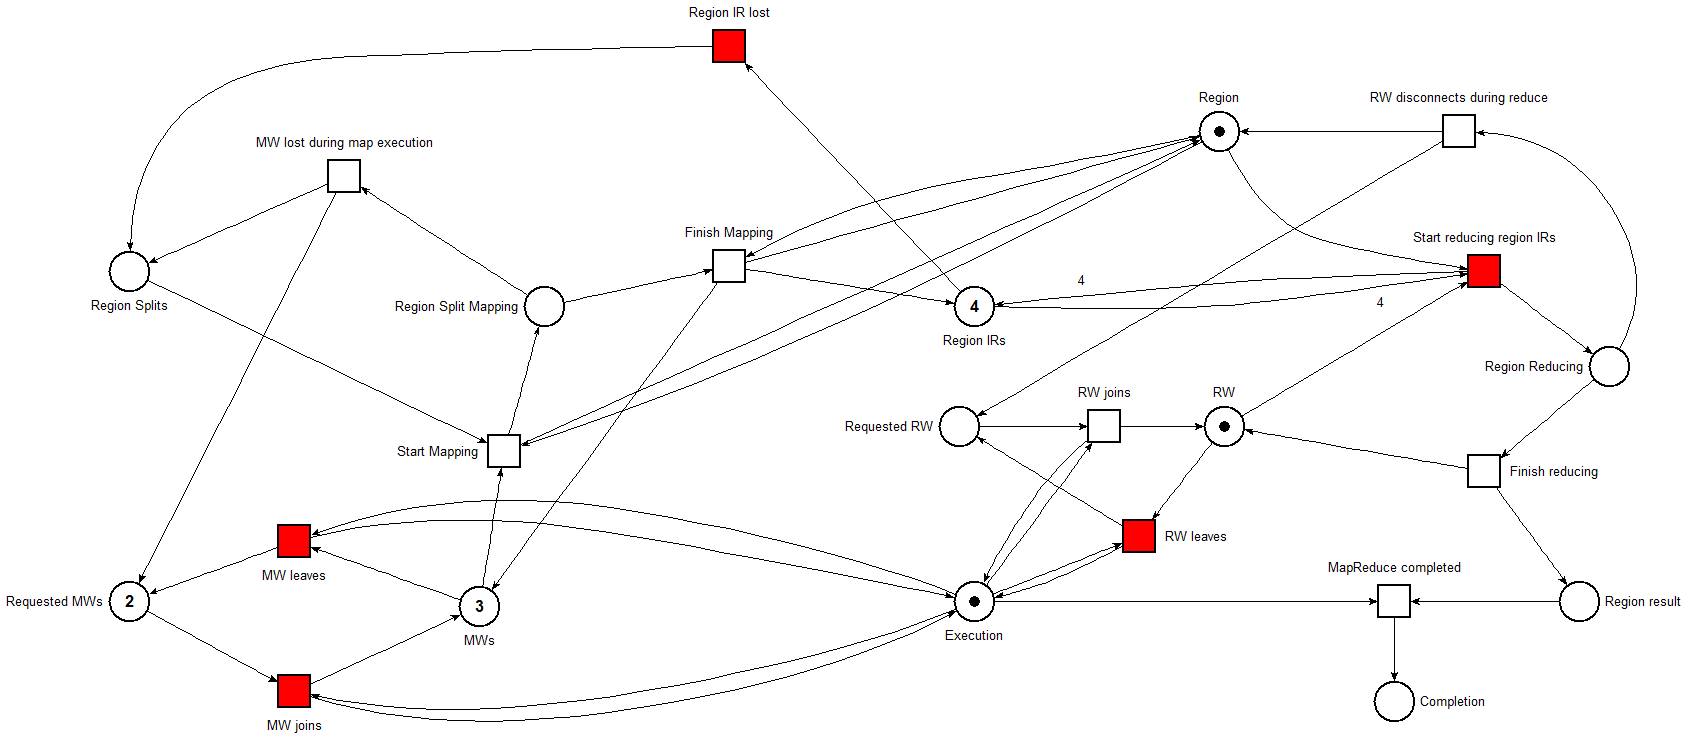 Region IR lost
Region
RW disconnects during reduce
MW lost during map execution
Finish Mapping
Start reducing region IRs
4
Region Splits
Region Split Mapping
4
4
Region IRs
Region Reducing
RW joins
RW
Requested RW
Start Mapping
Finish reducing
RW leaves
MW leaves
MapReduce completed
Requested MWs
2
3
Region result
MWs
Execution
Completion
MW joins